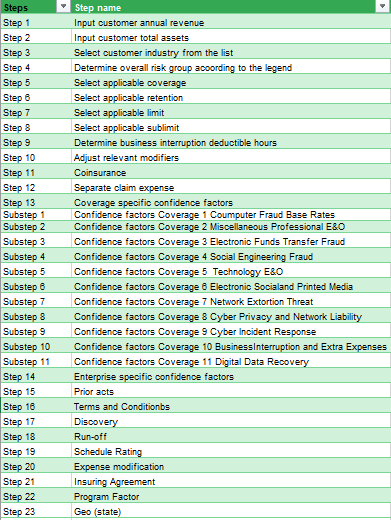 Steps Step name
Step 1 Input customer annual revenue
Step 2 Input customer total assets
Step 3 Select customer industry from the list
Step 4 Determine overall risk group acoording to the legend
Step 5 Select applicable coverage
Step 6 Select applicable retention
Step 7 Select applicable limit
Step 8 Select applicable sublimit
Step 9 Determine business interruption deductible hours
Step 10 Adjust relevant modifiers
Step 11 Coinsurance
Step 12 Separate claim expense
Step 13 Coverage specific confidence factors
Substep 1 Confidence factors Coverage 1 Coumputer Fraud Base Rates
Substep 2 Confidence factors Coverage 2 Miscellaneous Professional E&O
Substep 3 Confidence factors Coverage 3 Electronic Funds Transfer Fraud
Substep 4 Confidence factors Coverage 4 Social Engineering Fraud
Substep 5 Confidence factors Coverage 5 Technology E&O
Substep 6 Confidence factors Coverage 6 Electronic Socialand Printed Media
Substep 7 Confidence factors Coverage 7 Network Extortion Threat
Substep 8 Confidence factors Coverage 8 Cyber Privacy and Network Liability
Substep 9 Confidence factors Coverage 9 Cyber Incident Response
Substep 10 Confidence factors Coverage 10 BusinessInterruption and Extra Expenses
Substep 11 Confidence factors Coverage 11 Digital Data Recovery
Step 14 Enterprise specific confidence factors
Step 15 Prior acts
Step 16 Terms and Conditionbs
Step 17 Discovery
Step 18 Run-off
Step 19 Schedule Rating
Step 20 Expense modification
Step 21 Insuring Agreement
Step 22 Program Factor
Step 23 Geo (state)